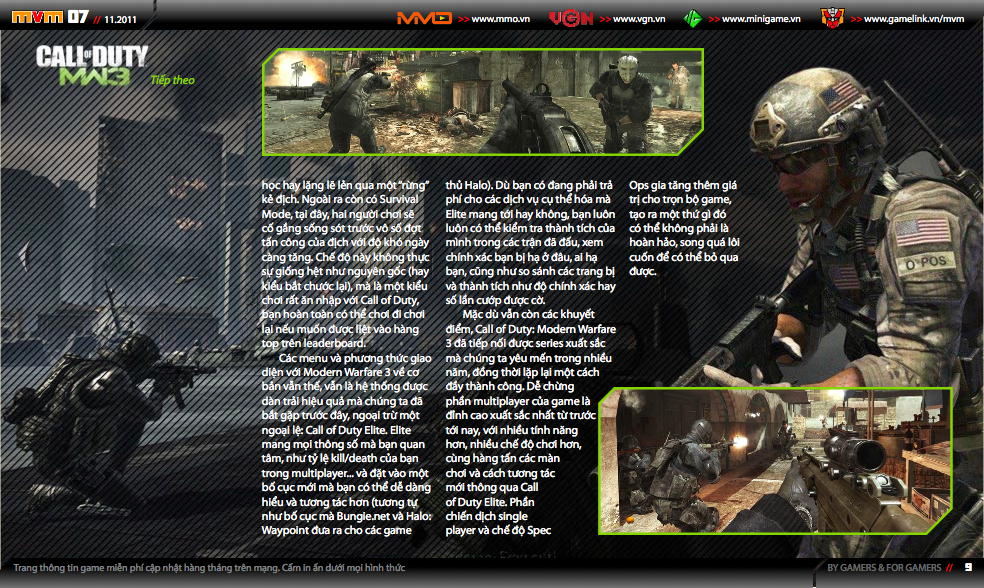 mvm 07 // 11.2011
MMO >> www.mmo.vn
VGN >> www.vgn.vn
>> www.minigame.vn
>> www.gamelink.vn/mvm
CALL OF DUTY
MW3
Tiếp theo
học hay lặng lẽ lẻn qua một "rừng"
kẻ địch. Ngoài ra còn có Survival
Mode, tại đây, hai người chơi sẽ
cố gắng sống sót trước vô số đợt
tấn công của địch với độ khó ngày
càng tăng. Chế độ này không thực
sự giống hệt như nguyên gốc (hay
kiểu bắt chước lại), mà là một kiểu
chơi rất ăn nhập với Call of Duty,
bạn hoàn toàn có thể chơi đi chơi
lại nếu muốn được liệt vào hàng
top trên leaderboard.
Các menu và phương thức giao
diện với Modern Warfare 3 về cơ
bản vẫn thế, vẫn là hệ thống được
dàn trải hiệu quả mà chúng ta đã
bắt gặp trước đây, ngoại trừ một
ngoại lệ: Call of Duty Elite. Elite
mang mọi thông số mà bạn quan
tâm, như tỷ lệ kill/death của bạn
trong multiplayer... và đặt vào một
bố cục mới mà bạn có thể dễ dàng
hiểu và tương tác hơn (tương tự
như bố cục mà Bungie.net và Halo:
Waypoint đưa ra cho các game
thủ Halo). Dù bạn có đang phải trả
phí cho các dịch vụ cụ thể hóa mà
Elite mang tới hay không, bạn luôn
luôn có thể kiểm tra thành tích của
mình trong các trận đã đấu, xem
chính xác bạn bị hạ ở đâu, ai hạ
bạn, cũng như so sánh các trang bị
và thành tích như độ chính xác hay
số lần cướp được cờ.
Mặc dù vẫn còn các khuyết
điểm, Call of Duty: Modern Warfare
3 đã tiếp nối được series xuất sắc
mà chúng ta yêu mến trong nhiều
năm, đồng thời lặp lại một cách
đầy thành công. Dễ chừng
phần multiplayer của game là
đỉnh cao xuất sắc nhất từ trước
tới nay, với nhiều tính năng
hơn, nhiều chế độ chơi hơn,
cùng hàng tấn các màn
chơi và cách tương tác
mới thông qua Call
of Duty Elite. Phần
chiến dịch single
player và chế độ Spec
Ops gia tăng thêm giá
trị cho trọn bộ game,
tạo ra một thứ gì đó
có thể không phải là
hoàn hảo, song quá lôi
cuốn để có thể bỏ qua
được.
O POS
Trang thông tin game miễn phí cập nhật hàng tháng trên mạng. Cấm in ấn dưới mọi hình thức
BY GAMERS & FOR GAMERS // 9